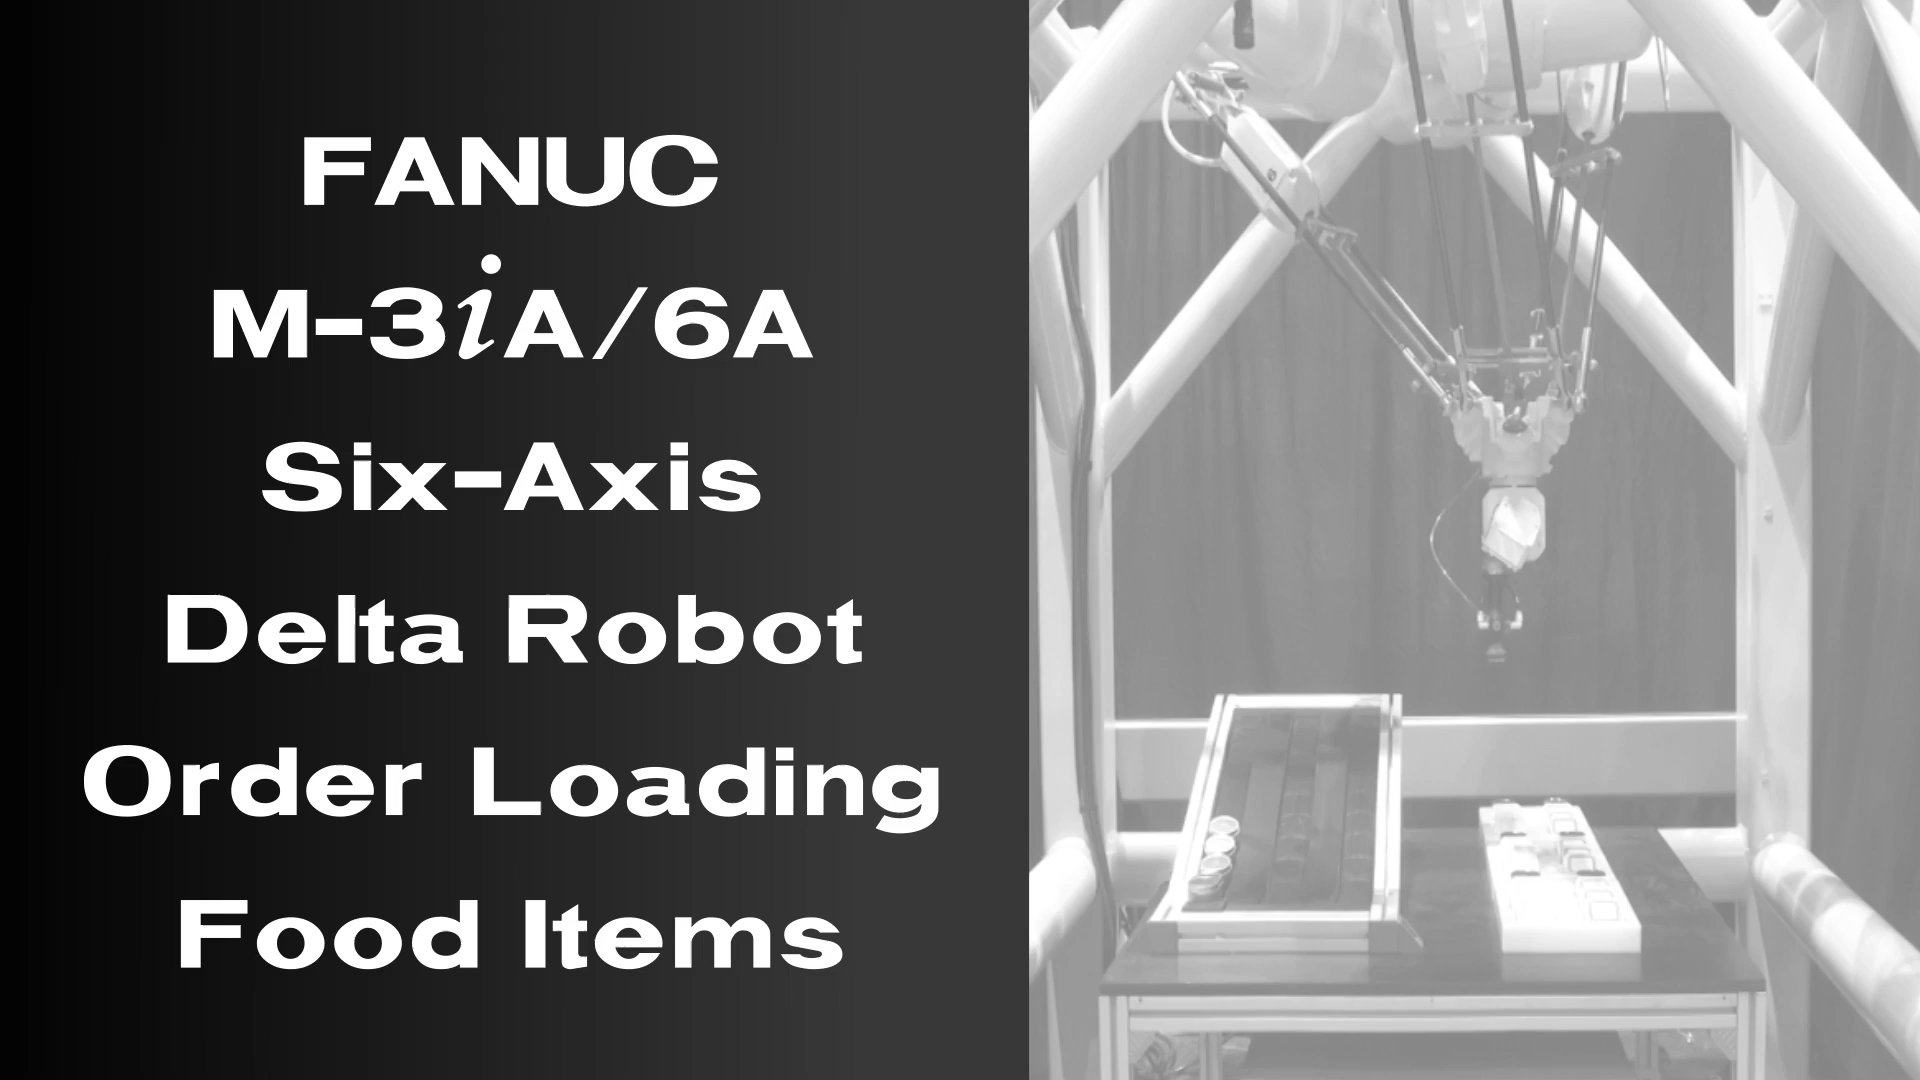 FANUC
M-3iA/6A
Six-Axis
Delta Robot
Order Loading
Food Items